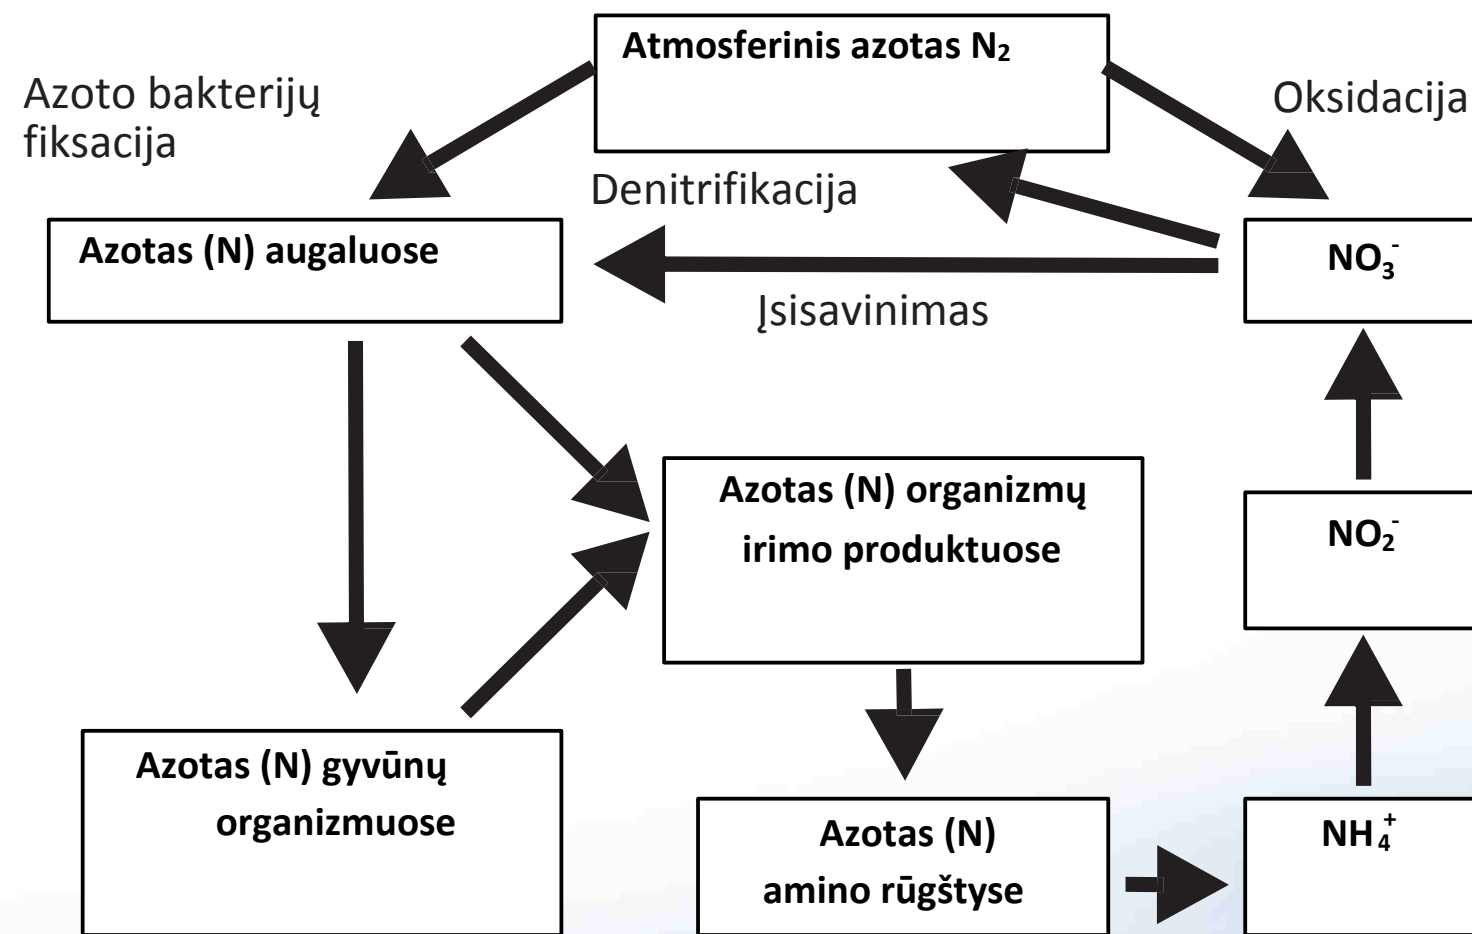 Atmosferinis azotas N₂
Azoto bakterijų
fiksacija
Oksidacija
Denitrifikacija
Azotas (N) augaluose
NO₃⁻
Įsisavinimas
Azotas (N) organizmų
irimo produktuose
NO₂⁻
Azotas (N) gyvūnų
organizmuose
Azotas (N)
amino rūgštyse
NH₄⁺